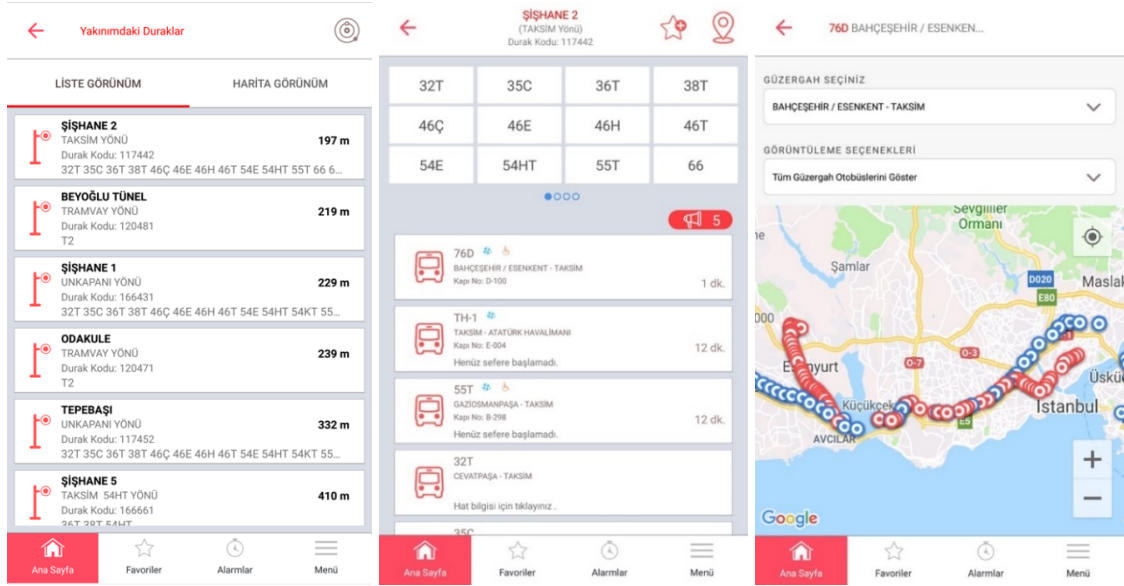 Yakınımdaki Duraklar
LİSTE GÖRÜNÜM
HARİTA GÖRÜNÜM
ŞİŞHANE 2
TAKSİM YÖNÜ
197 m
Durak Kodu: 117442
32T 35C 36T 38T 46Ç 46E 46H 46T 54E 54HT 55T 66 6...
BEYOĞLU TÜNEL
TRAMVAY YÖNÜ
219 m
Durak Kodu: 120481
T2
ŞİŞHANE 1
UNKAPANI YÖNÜ
229 m
Durak Kodu: 166431
32T 35C 36T 38T 46Ç 46E 46H 46T 54E 54HT 54KT 55...
ODAKULE
TRAMVAY YÖNÜ
239 m
Durak Kodu: 120471
T2
TEPEBAŞI
UNKAPANI YÖNÜ
332 m
Durak Kodu: 117452
32T 35C 36T 38T 46Ç 46E 46H 46T 54E 54HT 54KT 55...
ŞİŞHANE 5
TAKSİM 54HT YÖNÜ
410 m
Durak Kodu: 166661
36T 38T 54HT
Ana Sayfa
Favoriler
Alarmlar
Menü
ŞİŞHANE 2
(TAKSİM Yönü)
Durak Kodu: 117442
32T 35C 36T 38T
46Ç 46E 46H 46T
54E 54HT 55T 66
5
76D
BAHÇEŞEHİR / ESENKENT - TAKSİM
Kapı No: D-100
1 dk.
TH-1
TAKSİM - ATATÜRK HAVALİMANI
Kapı No: E-004
12 dk.
Henüz sefere başlamadı.
55T
GAZİOSMANPAŞA - TAKSİM
Kapı No: B-298
12 dk.
Henüz sefere başlamadı.
32T
CEVATPAŞA - TAKSİM
Hat bilgisi için tıklayınız .
35C
Ana Sayfa
Favoriler
Alarmlar
Menü
76D BAHÇEŞEHİR / ESENKEN...
GÜZERGAH SEÇİNİZ
BAHÇEŞEHİR / ESENKENT - TAKSİM
GÖRÜNTÜLEME SEÇENEKLERİ
Tüm Güzergah Otobüslerini Göster
Sevgililer
Ormanı
Şamlar
D020
Maslak
E80
O-7
O-3
Üskü
İstanbul
AVCILAR
E5
Google
Ana Sayfa
Favoriler
Alarmlar
Menü